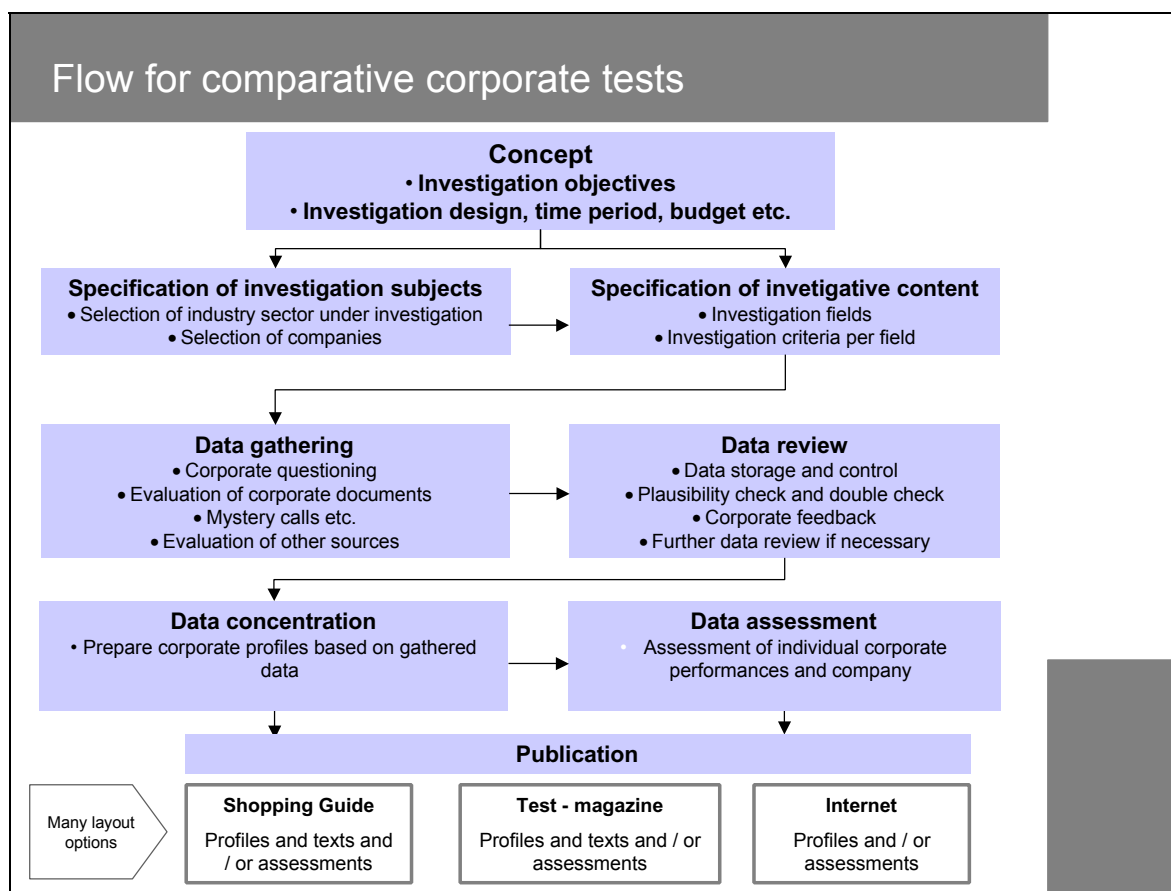 Flow for comparative corporate tests
Concept
• Investigation objectives
• Investigation design, time period, budget etc.
Specification of investigation subjects
• Selection of industry sector under investigation
• Selection of companies
Specification of invetigative content
• Investigation fields
• Investigation criteria per field
Data gathering
• Corporate questioning
• Evaluation of corporate documents
• Mystery calls etc.
• Evaluation of other sources
Data review
• Data storage and control
• Plausibility check and double check
• Corporate feedback
• Further data review if necessary
Data concentration
• Prepare corporate profiles based on gathered
data
Data assessment
• Assessment of individual corporate
performances and company
Publication
Many layout
options
Shopping Guide
Profiles and texts and
/ or assessments
Test - magazine
Profiles and texts and / or
assessments
Internet
Profiles and / or
assessments